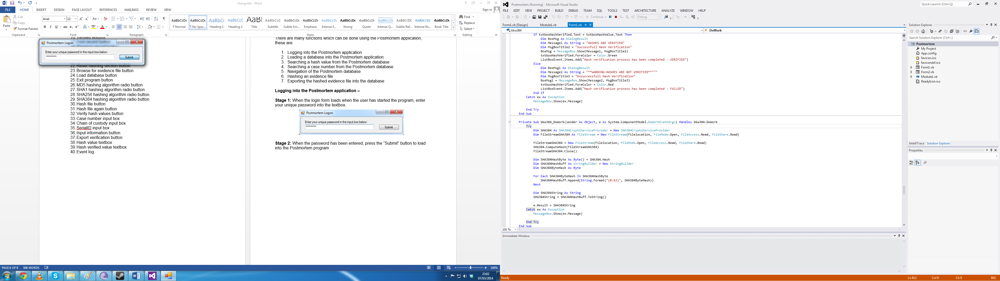 Userguide - Word
Sign in
FILE HOME INSERT DESIGN PAGE LAYOUT REFERENCES MAILINGS REVIEW VIEW
Paste
Cut
Copy
Format Painter
Clipboard
Arial 12
Font
Paragraph
AaBbCcDc AaBbCcDc AaBbCc AaBbCcD AaBl AaBbCcD AaBbCcDc AaBbCcDc AaBbCcDc AaBbCcDc AaBbCcDc AaBbCcDc AABBCCDC AABBCCDC AaBbCcDc
¶ Normal ¶ No Spac... Heading 1 Heading 2 Title Subtitle Subtle Em... Emphasis Intense E... Strong Quote Intense Q... Subtle Ref... Intense Re... Book Title
Styles
Find
Replace
Select
Editing
Postmortem Logon
Enter your unique password in the input box below:
**********
Submit
22. Reset hashing section button
23. Browse for evidence file button
24. Load database button
25. Exit program button
26. MD5 hashing algorithm radio button
27. SHA1 hashing algorithm radio button
28. SHA256 hashing algorithm radio button
29. SHA384 hashing algorithm radio button
30. Hash file button
31. Hash file again button
32. Verify hash values button
33. Case number input box
34. Chain of custody input box
35. SerialID input box
36. Input information button
37. Export verification button
38. Hash value textbox
39. Hash verified value textbox
40. Event log
There are many functions which can be done using the Postmortem application,
these are:
1. Logging into the Postmortem application
2. Loading a database into the Postmortem application
3. Searching a hash value from the Postmortem database
4. Searching a case number from the Postmortem database
5. Navigation of the Postmortem database
6. Hashing an evidence file
7. Exporting the hashed evidence file into the database
Logging into the Postmortem application –
Stage 1: When the login form loads when the user has started the program, enter
your unique password into the textbox.
Postmortem Logon
Enter your unique password in the input box below:
**********
Submit
Stage 2: When the password has been entered, press the "Submit" button to load
into the Postmortem program
PAGE 6 OF 8 506 WORDS
100%
23:02
07/03/2014
Postmortem (Running) - Microsoft Visual Studio
Quick Launch (Ctrl+Q)
FILE EDIT VIEW PROJECT BUILD DEBUG TEAM SQL TOOLS TEST ARCHITECTURE ANALYZE WINDOW HELP
Continue
Debug
Form1.vb [Design] Module1.vb Form1.vb
bkw384
DoWork
If txtboxHashVerified.Text = txtboxHashValue.Text Then
Dim BoxMsg As DialogResult
Dim Message1 As String = "HASHES ARE VERIFIED"
Dim MsgBoxTitle2 = "Successfull Hash Verification"
BoxMsg = MessageBox.Show(Message1, MsgBoxTitle2)
txtboxHashVerified.ForeColor = Color.Green
ListBoxEvent.Items.Add("Hash verification process has been completed - VERIFIED")
Else
Dim BoxMsg1 As DialogResult
Dim Message2 As String = "**WARNING:HASHES ARE NOT VERIFIED**"""
Dim MsgBoxTitle3 = "Unsuccessfull Hash Verification"
BoxMsg1 = MessageBox.Show(Message2, MsgBoxTitle3)
txtboxHashVerified.ForeColor = Color.Red
ListBoxEvent.Items.Add("Hash verification process has been completed - FAILED")
End If
Catch ex As Exception
MessageBox.Show(ex.Message)
End Try
End Sub
Private Sub bkw384_DoWork(sender As Object, e As System.ComponentModel.DoWorkEventArgs) Handles bkw384.DoWork
Try
Dim SHA384 As SHA384CryptoServiceProvider = New SHA384CryptoServiceProvider
Dim FileStreamSHA384 As FileStream = New FileStream(Filelocation, FileMode.Open, FileAccess.Read, FileShare.Read)
FileStreamSHA384 = New FileStream(Filelocation, FileMode.Open, FileAccess.Read, FileShare.Read)
SHA384.ComputeHash(FileStreamSHA384)
FileStreamSHA384.Close()
Dim SHA384HashByte As Byte() = SHA384.Hash
Dim SHA384HashBuff As StringBuilder = New StringBuilder
Dim SHA384ByteHash As Byte
For Each SHA384ByteHash In SHA384HashByte
SHA384HashBuff.Append(String.Format("{0:X2}", SHA384ByteHash))
Next
Dim SHA384String As String
SHA384String = SHA384HashBuff.ToString()
e.Result = SHA384String
Catch ex As Exception
MessageBox.Show(ex.Message)
End Try
End Sub
100 %
Immediate Window
Solution Explorer
Search Solution Explorer (Ctrl+;)
Postmortem
My Project
App.config
favicon.ico
favicondsf.ico
Form1.vb
Form2.vb
Module1.vb
ReadyIcon.ico
IntelliTrace Solution Explorer
Properties
Ready
Ln 812 Col 9 Ch 9 INS